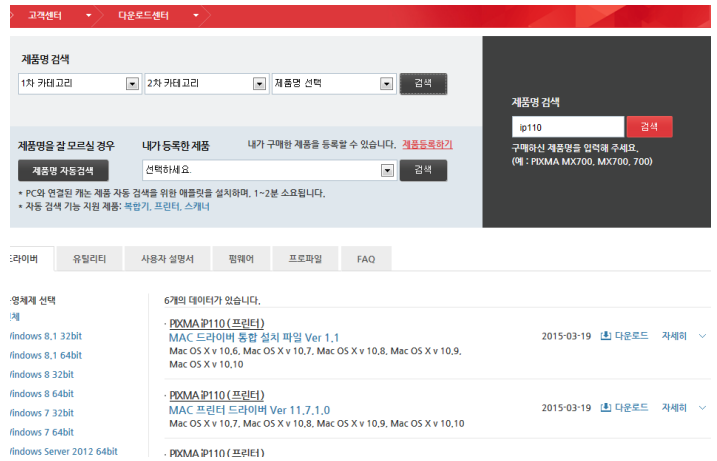 고객센터 다운로드센터
제품명 검색
1차 카테고리 2차 카테고리 제품명 선택 검색
제품명 검색
ip110 검색
구매하신 제품명을 입력해 주세요.
(예 : PIXMA MX700, MX700, 700)
제품명을 잘 모르실 경우 내가 등록한 제품 내가 구매한 제품을 등록할 수 있습니다. 제품등록하기
제품명 자동검색 선택하세요. 검색
* PC와 연결된 캐논 제품 자동 검색을 위한 애플릿을 설치하며, 1~2분 소요됩니다.
* 자동 검색 기능 지원 제품: 복합기, 프린터, 스캐너
드라이버 유틸리티 사용자 설명서 펌웨어 프로파일 FAQ
운영체제 선택 6개의 데이터가 있습니다.
전체
Windows 8.1 32bit
Windows 8.1 64bit
Windows 8 32bit
Windows 8 64bit
Windows 7 32bit
Windows 7 64bit
Windows Server 2012 64bit
· PIXMA iP110 ( 프린터 )
MAC 드라이버 통합 설치 파일 Ver 1.1 2015-03-19 다운로드 자세히
Mac OS X v 10.6, Mac OS X v 10.7, Mac OS X v 10.8, Mac OS X v 10.9,
Mac OS X v 10.10
· PIXMA iP110 ( 프린터 )
MAC 프린터 드라이버 Ver 11.7.1.0 2015-03-19 다운로드 자세히
Mac OS X v 10.7, Mac OS X v 10.8, Mac OS X v 10.9, Mac OS X v 10.10
· PIXMA iP110 ( 프린터 )